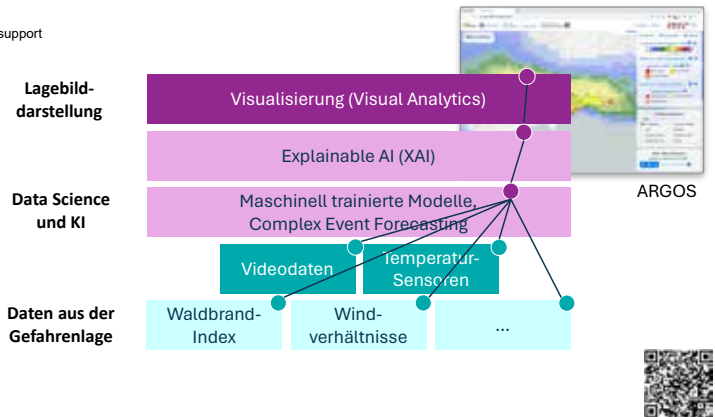 support
Lagebild-
darstellung
Visualisierung (Visual Analytics)
Explainable AI (XAI)
ARGOS
Data Science
und KI
Maschinell trainierte Modelle,
Complex Event Forecasting
Videodaten
Temperatur-
Sensoren
Daten aus der
Gefahrenlage
Waldbrand-
Index
Wind-
verhältnisse
...